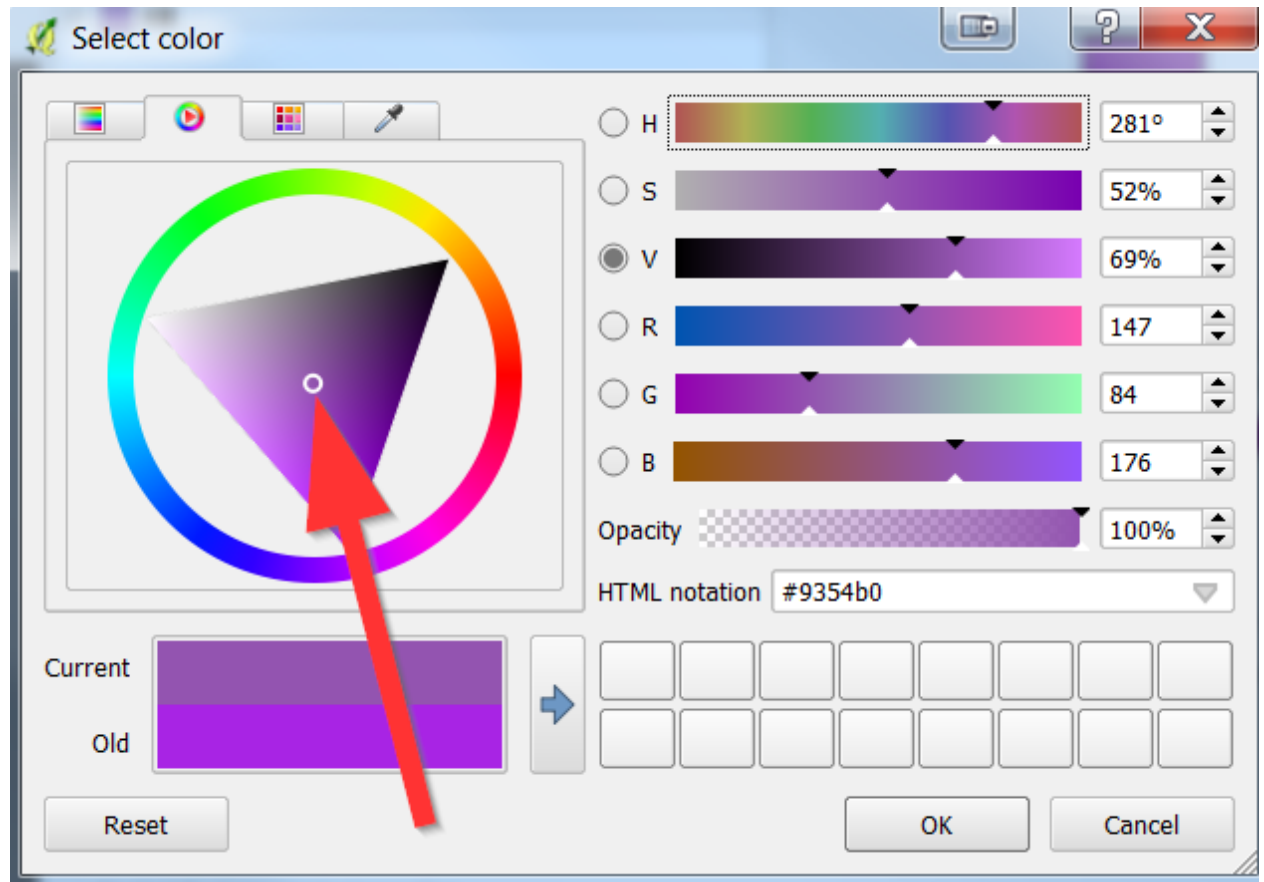 Select color
H 281°
S 52%
V 69%
R 147
G 84
B 176
Opacity 100%
HTML notation #9354b0
Current
Old
Reset OK Cancel